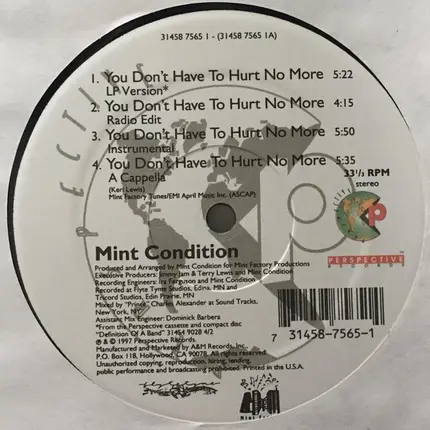 31458 7565 1 - (31458 7565 1A)
1. You Don't Have To Hurt No More 5:22
LP Version*
2. You Don't Have To Hurt No More 4:15
Radio Edit
3. You Don't Have To Hurt No More 5:50
Instrumental
4. You Don't Have To Hurt No More 5:35
A Cappella
33 1/3 RPM
(Keri Lewis)
stereo
Mint Factory Tunes/EMI April Music Inc. (ASCAP)
PECTIV
P
PERSPECTIVE
RECORDS
TM
Mint Condition
Produced and Arranged by Mint Condition for Mint Factory Productions
Executive Producers: Jimmy Jam & Terry Lewis and Mint Condition
Recording Engineers: Ira Ferguson and Mint Condition
Recorded at Flyte Tyme Studios, Edina, MN and
Tricord Studios, Edin Prairie, MN
Mixed by "Prince" Charles Alexander at Sound Tracks,
New York, NY
Assistant Mix Engineer: Dominick Barbera
*From the Perspective cassette and compact disc
"Definition Of A Band" 31454 9028 4/2
℗ & © 1997 Perspective Records.
Manufactured and Marketed by A&M Records, Inc.
P.O. Box 118, Hollywood, CA 90078. All rights reserved.
Unauthorized copying, reproduction, hiring, lending,
public performance and broadcasting prohibited. Printed in the U.S.A.
7 31458-7565-1